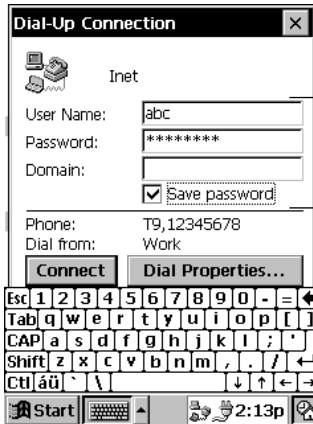 Dial-Up Connection
Inet
User Name: abc
Password: ********
Domain:
Save password
Phone: T9,12345678
Dial from: Work
Connect Dial Properties...
Esc 1 2 3 4 5 6 7 8 9 0 - =
Tab q w e r t y u i o p [ ]
CAP a s d f g h j k l ; '
Shift z x c v b n m , . /
Ctl áü ` \
Start 2:13p